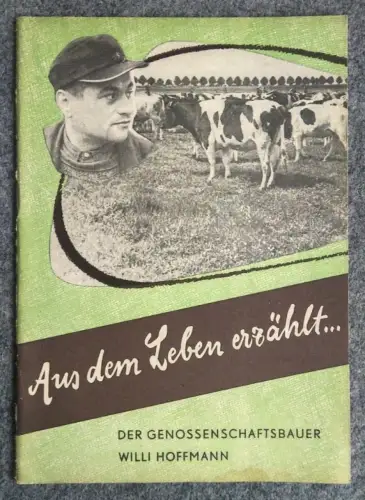 Aus dem Leben erzählt...
DER GENOSSENSCHAFTSBAUER
WILLI HOFFMANN